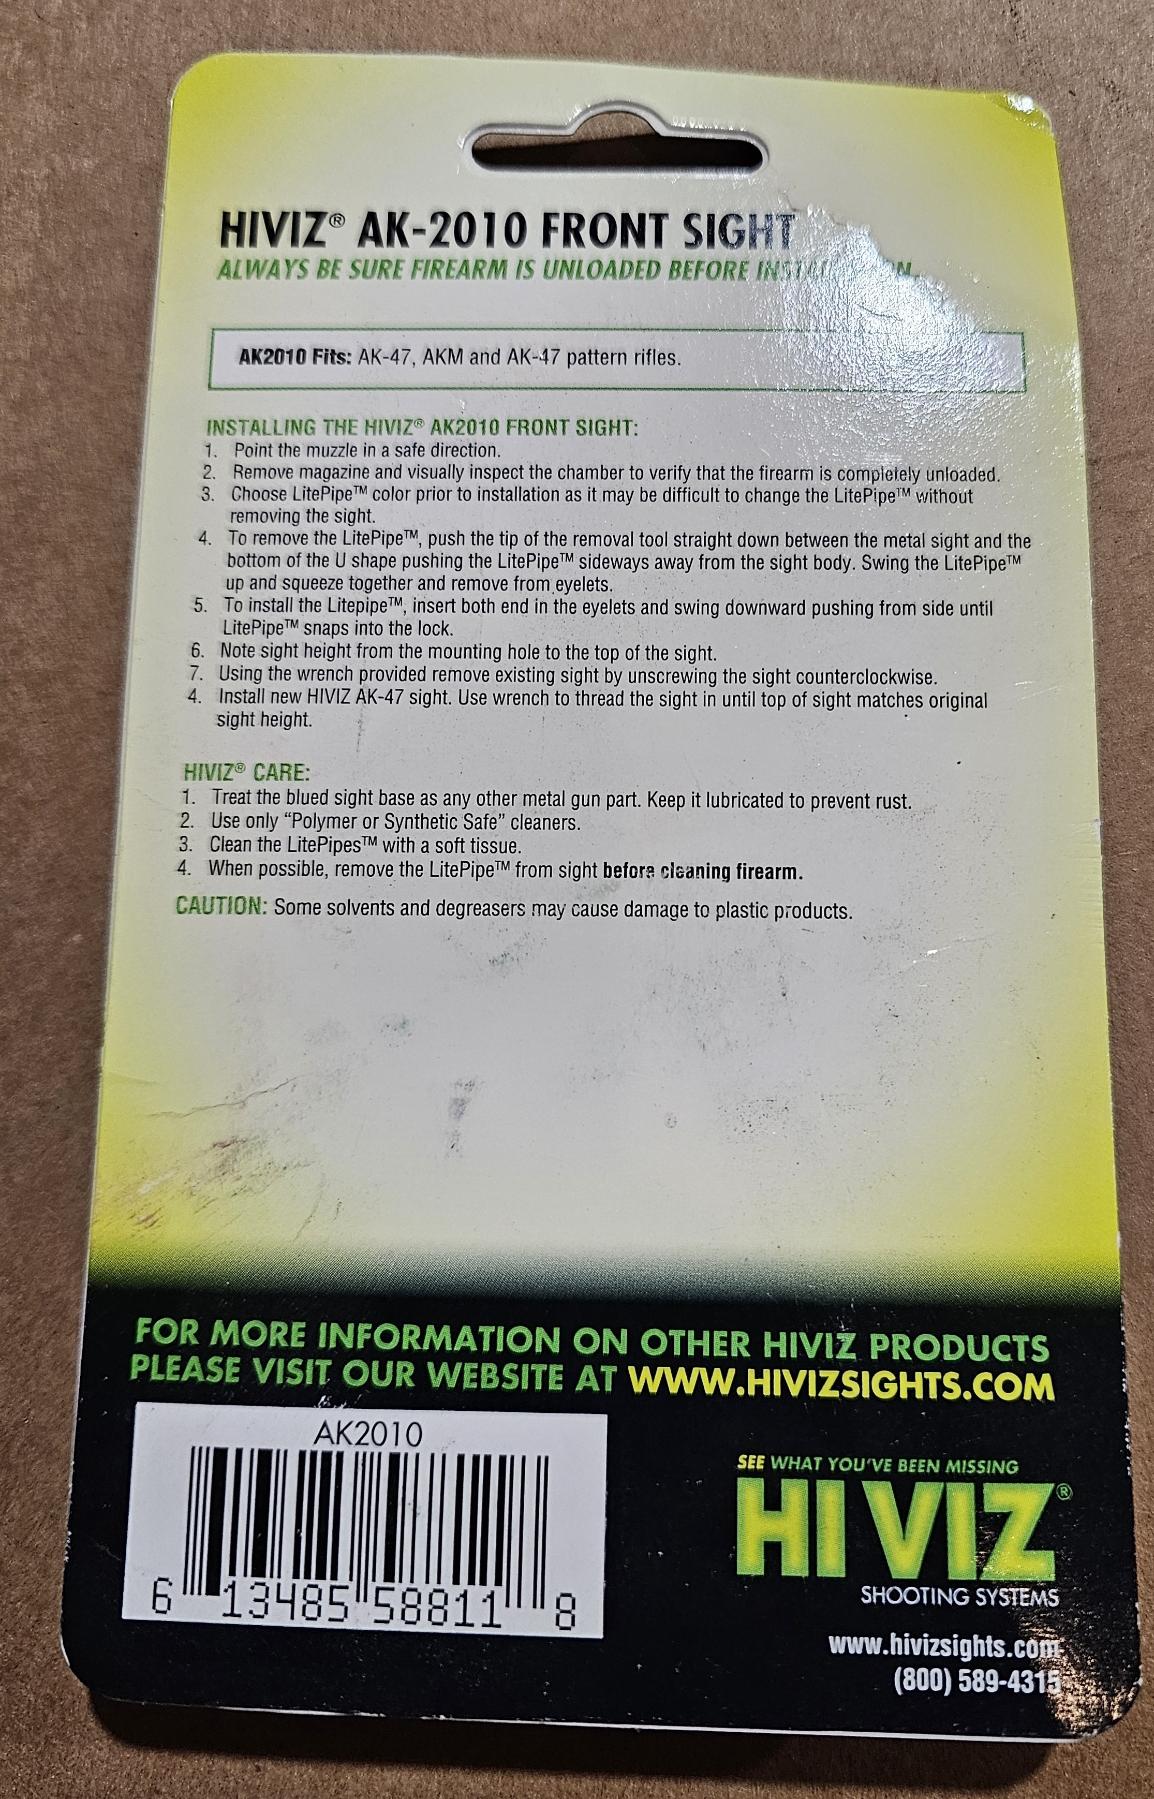 HIVIZ® AK-2010 FRONT SIGHT
ALWAYS BE SURE FIREARM IS UNLOADED BEFORE
AK2010 Fits: AK-47, AKM and AK-47 pattern rifles.
INSTALLING THE HIVIZ® AK2010 FRONT SIGHT:
1. Point the muzzle in a safe direction.
2. Remove magazine and visually inspect the chamber to verify that the firearm is completely unloaded.
3. Choose LitePipe™ color prior to installation as it may be difficult to change the LitePipe™ without
removing the sight.
4. To remove the LitePipe™, push the tip of the removal tool straight down between the metal sight and the
bottom of the U shape pushing the LitePipe™ sideways away from the sight body. Swing the LitePipe™
up and squeeze together and remove from eyelets.
5. To install the Litepipe™, insert both end in the eyelets and swing downward pushing from side until
LitePipe™ snaps into the lock.
6. Note sight height from the mounting hole to the top of the sight.
7. Using the wrench provided remove existing sight by unscrewing the sight counterclockwise.
4. Install new HIVIZ AK-47 sight. Use wrench to thread the sight in until top of sight matches original
sight height.
HIVIZ® CARE:
1. Treat the blued sight base as any other metal gun part. Keep it lubricated to prevent rust.
2. Use only “Polymer or Synthetic Safe” cleaners.
3. Clean the LitePipes™ with a soft tissue.
4. When possible, remove the LitePipe™ from sight before cleaning firearm.
CAUTION: Some solvents and degreasers may cause damage to plastic products.
FOR MORE INFORMATION ON OTHER HIVIZ PRODUCTS
PLEASE VISIT OUR WEBSITE AT WWW.HIVIZSIGHTS.COM
AK2010
6 13485 58811 8
SEE WHAT YOU'VE BEEN MISSING
HIVIZ®
SHOOTING SYSTEMS
www.hivizsights.com
(800) 589-4315